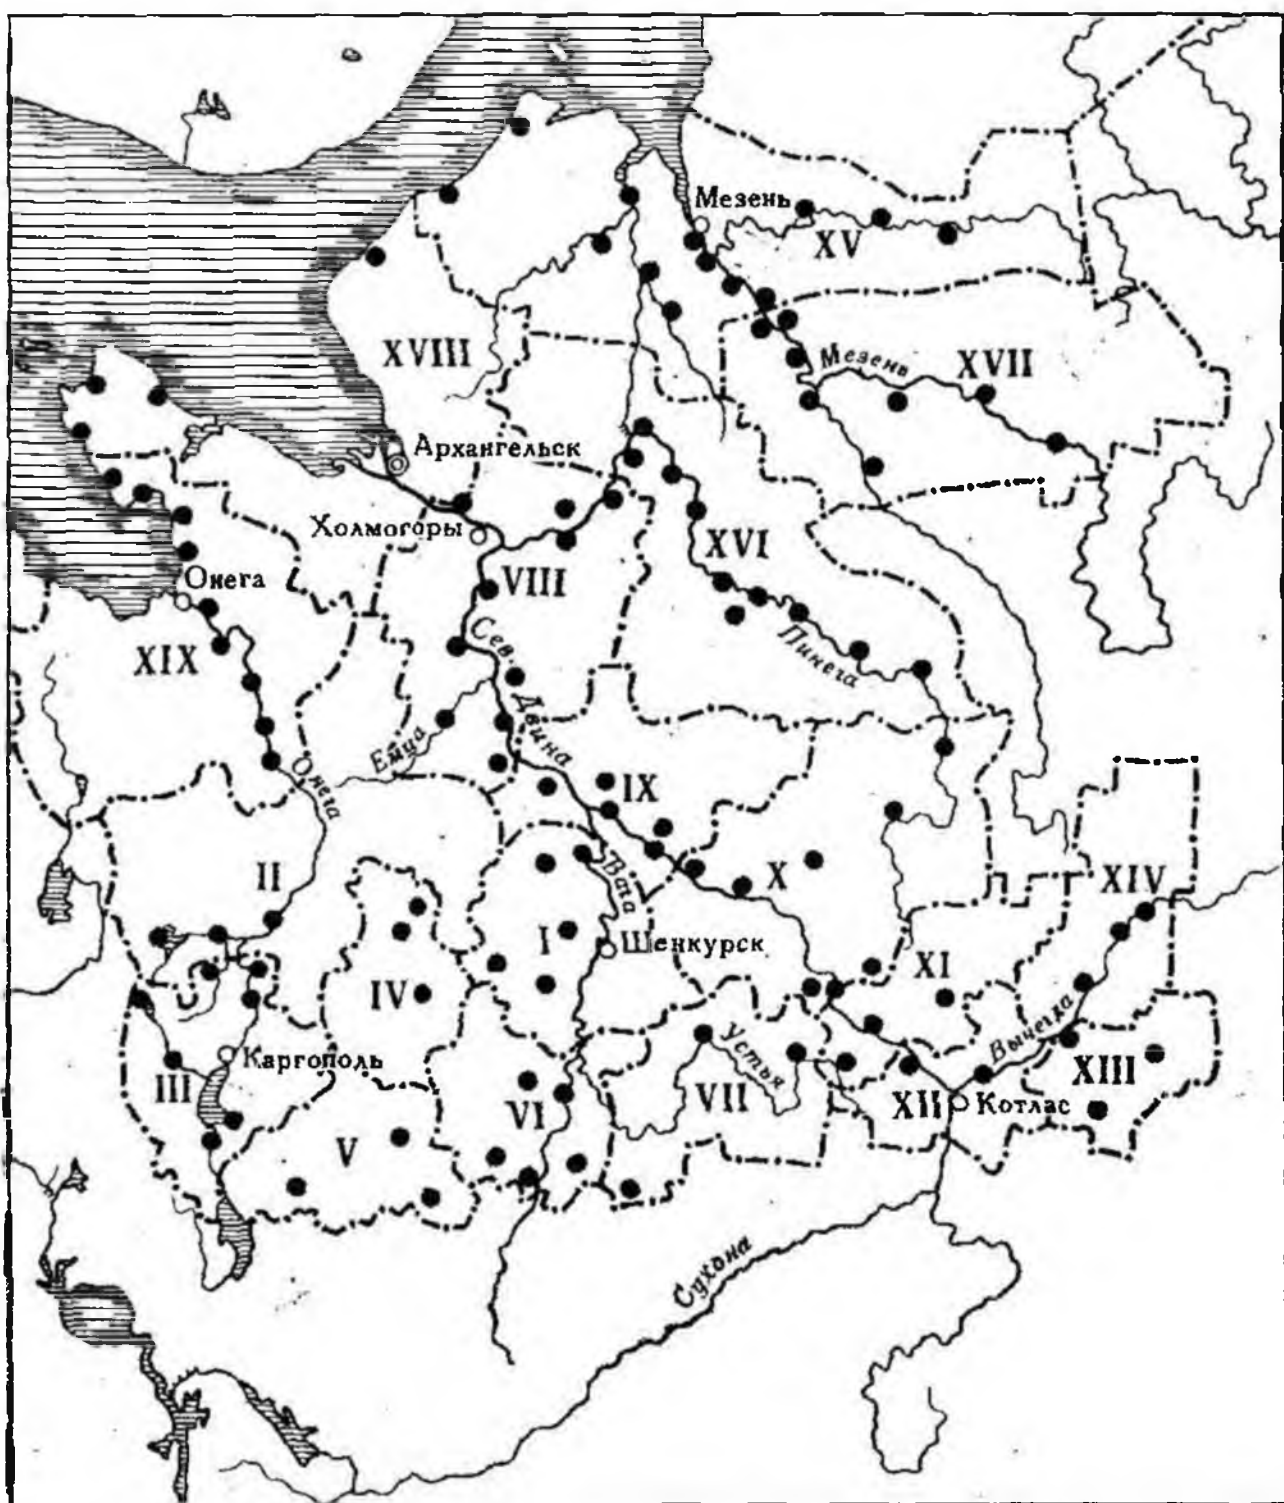 Мезень
XV
XVIII
Мезень
XVII
Архангельск
Холмогоры
XVI
VIII
Онега
XIX
Сев. Двина
Пинега
Емца
Онега
IX
II
Вага
X
XIV
I
Шенкурск
XI
IV
Каргополь
Устья
Вычегда
XIII
III
VII
XII
Котлас
VI
V
Сухона